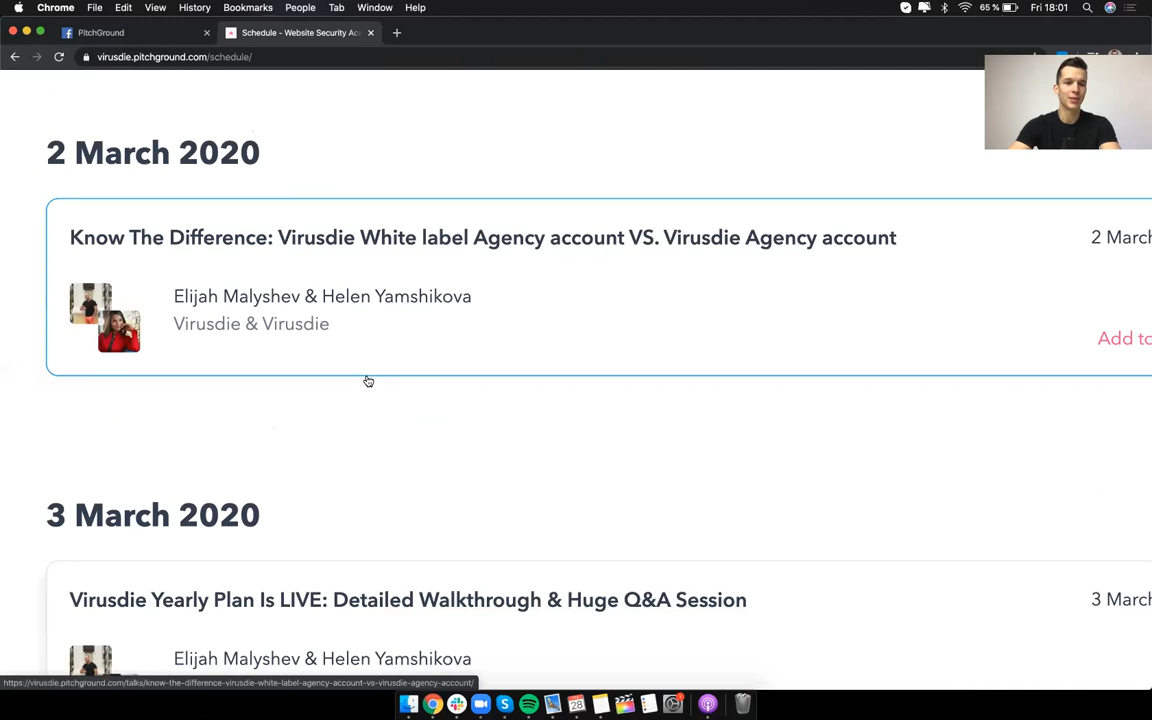 Chrome File Edit View History Bookmarks People Tab Window Help 65 % Fri 18:01
PitchGround Schedule - Website Security Acc
virusdie.pitchground.com/schedule/
2 March 2020
Know The Difference: Virusdie White label Agency account VS. Virusdie Agency account 2 March
Elijah Malyshev & Helen Yamshikova
Virusdie & Virusdie
Add to
3 March 2020
Virusdie Yearly Plan Is LIVE: Detailed Walkthrough & Huge Q&A Session 3 March
Elijah Malyshev & Helen Yamshikova
https://virusdie.pitchground.com/talks/know-the-difference-virusdie-white-label-agency-account-vs-virusdie-agency-account/
28